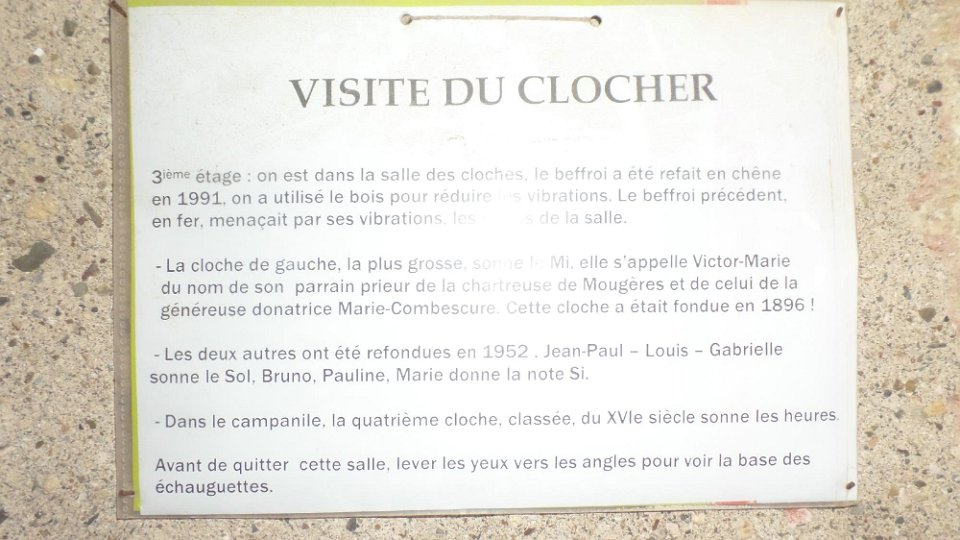 VISITE DU CLOCHER
3ième étage : on est dans la salle des cloches, le beffroi a été refait en chêne
en 1991, on a utilisé le bois pour réduire les vibrations. Le beffroi précédent,
en fer, menaçait par ses vibrations, les de la salle.
- La cloche de gauche, la plus grosse, sonne le Mi, elle s'appelle Victor-Marie
du nom de son parrain prieur de la chartreuse de Mougères et de celui de la
généreuse donatrice Marie-Combescure. Cette cloche a était fondue en 1896 !
- Les deux autres ont été refondues en 1952 . Jean-Paul – Louis – Gabrielle
sonne le Sol, Bruno, Pauline, Marie donne la note Si.
- Dans le campanile, la quatrième cloche, classée, du XVIe siècle sonne les heures.
Avant de quitter cette salle, lever les yeux vers les angles pour voir la base des
échauguettes.